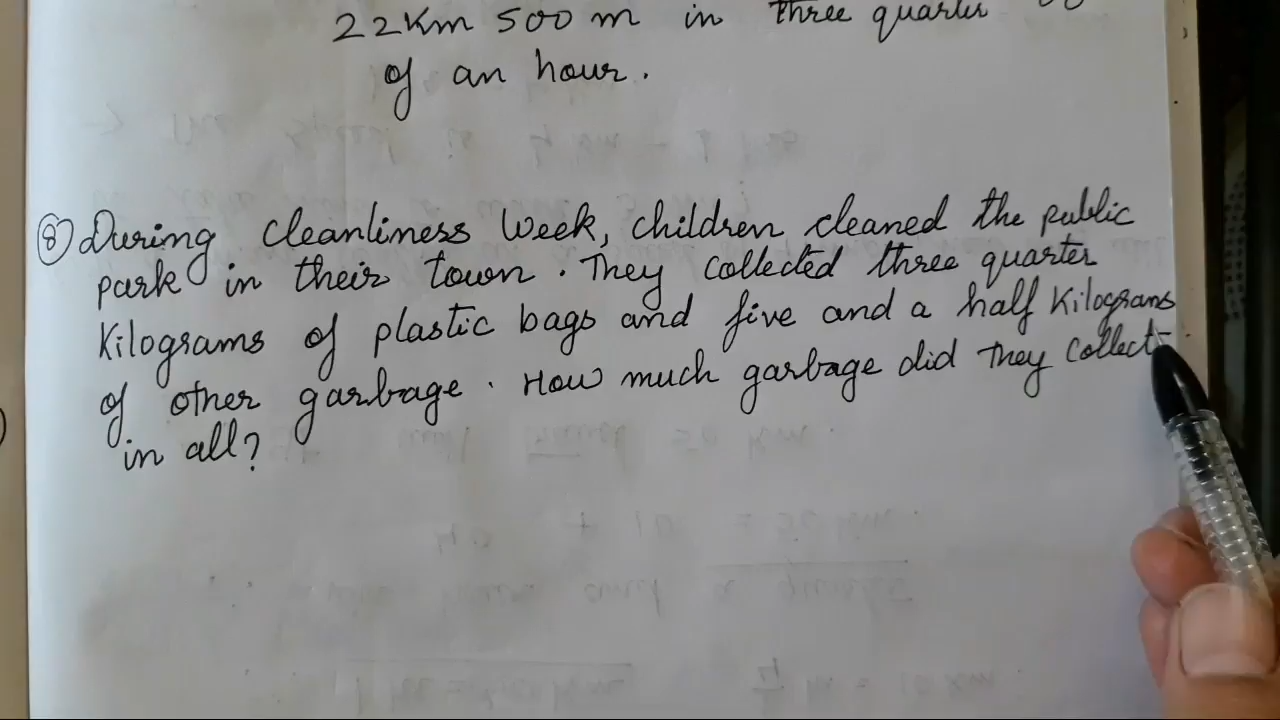 22Km 500 m in three quarter
of an hour.
⑧ During cleanliness Week, children cleaned the public
park in their town. They collected three quarter
Kilograms of plastic bags and five and a half Kilograms
of other garbage. How much garbage did They collect
in all?